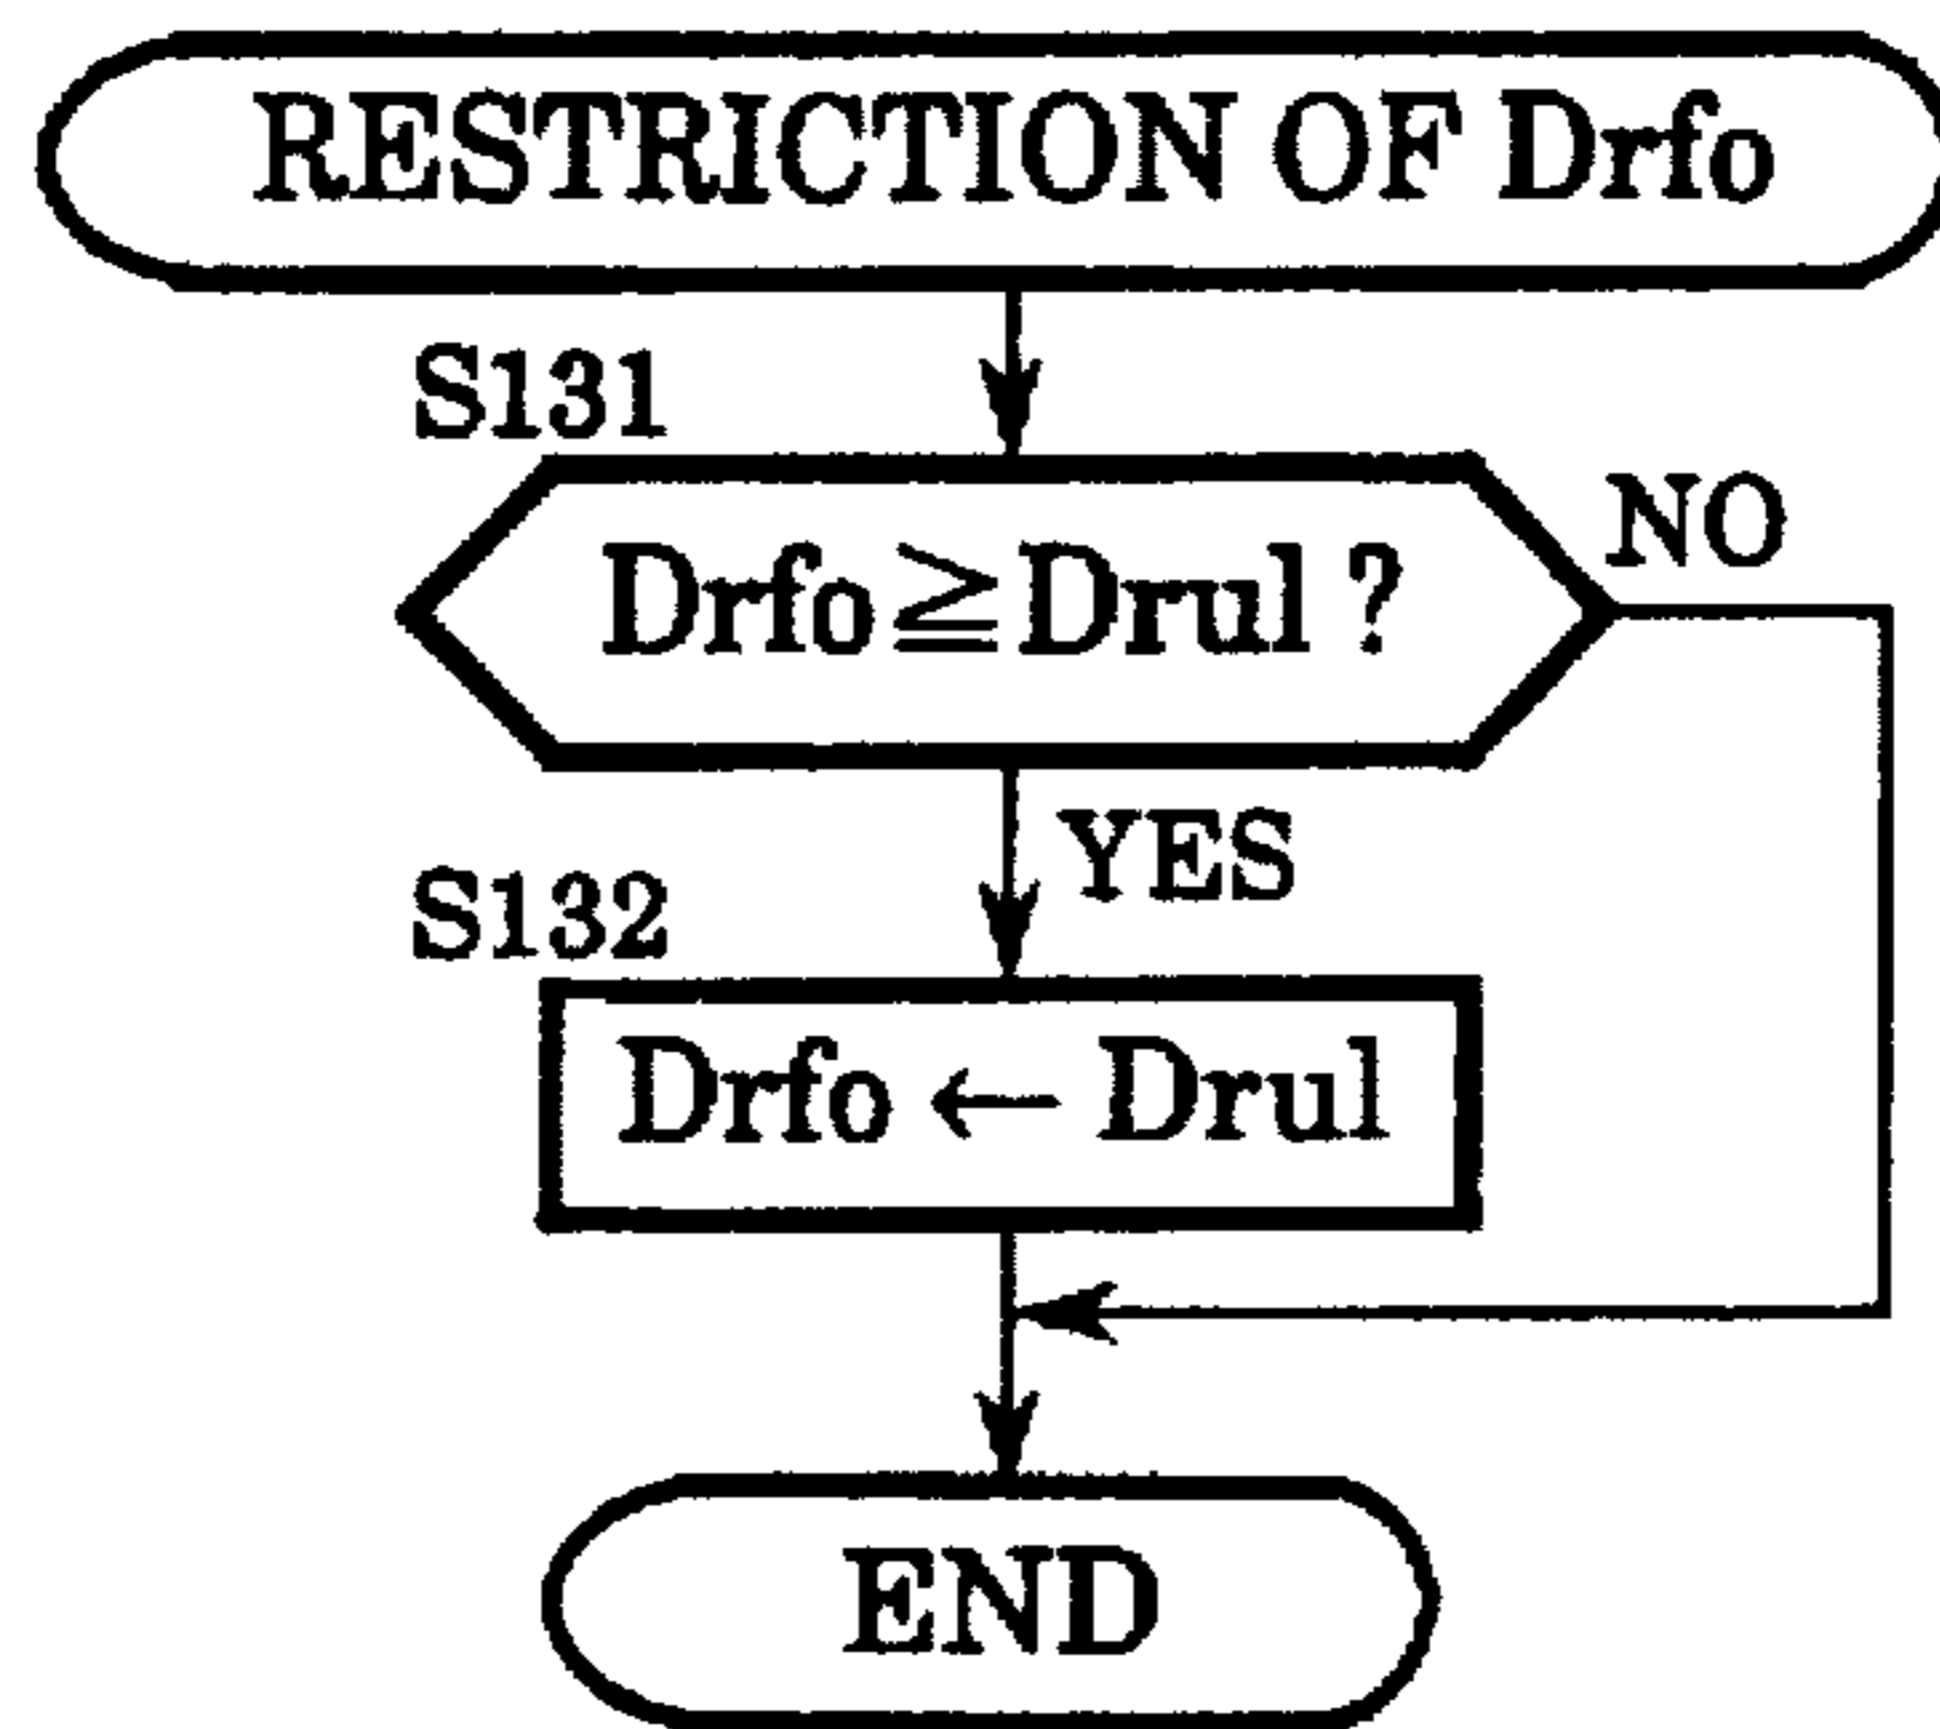 RESTRICTION OF Drfo
S131
Drfo≧Drul ?
NO
YES
S132
Drfo ← Drul
END